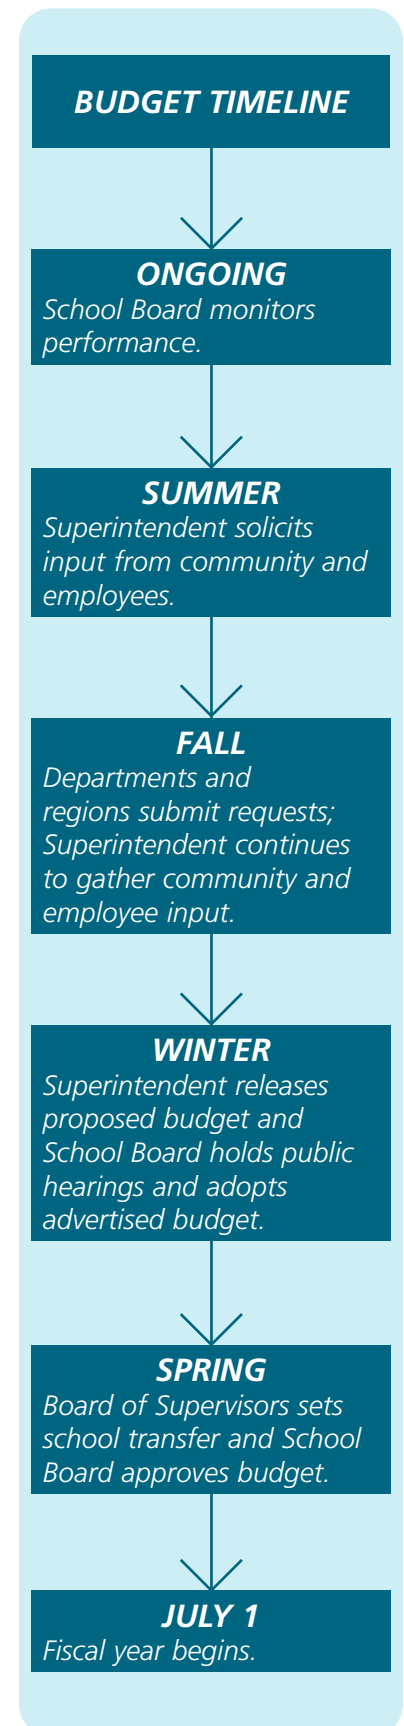 BUDGET TIMELINE
ONGOING
School Board monitors
performance.
SUMMER
Superintendent solicits
input from community and
employees.
FALL
Departments and
regions submit requests;
Superintendent continues
to gather community and
employee input.
WINTER
Superintendent releases
proposed budget and
School Board holds public
hearings and adopts
advertised budget.
SPRING
Board of Supervisors sets
school transfer and School
Board approves budget.
JULY 1
Fiscal year begins.